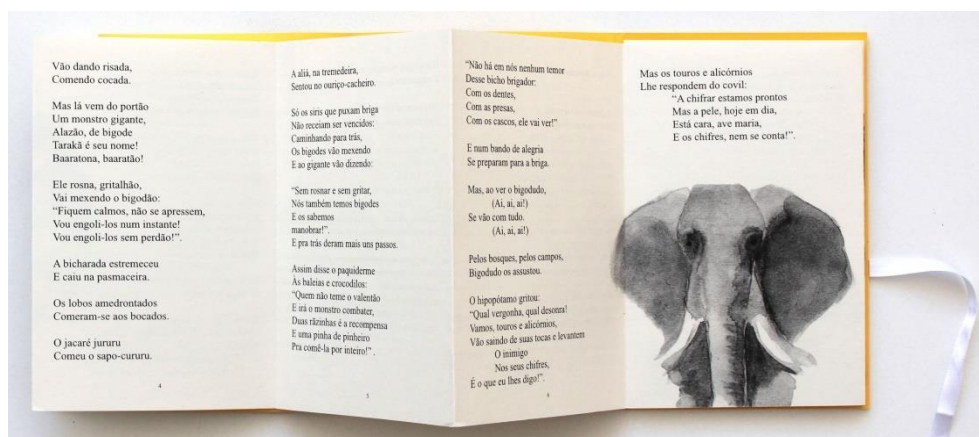 Vão dando risada,
Comendo cocada.
Mas lá vem do portão
Um monstro gigante,
Alazão, de bigode
Tarakã é seu nome!
Baaratona, baaratão!
Ele rosna, gritalhão,
Vai mexendo o bigodão:
“Fiquem calmos, não se apressem,
Vou engoli-los num instante!
Vou engoli-los sem perdão!”.
A bicharada estremeceu
E caiu na pasmaceira.
Os lobos amedrontados
Comeram-se aos bocados.
O jacaré jururu
Comeu o sapo-cururu.
4
A aliá, na tremedeira,
Sentou no ouriço-cacheiro.
Só os siris que puxam briga
Não receiam ser vencidos:
Caminhando para trás,
Os bigodes vão mexendo
E ao gigante vão dizendo:
“Sem rosnar e sem gritar,
Nós também temos bigodes
E os sabemos
manobrar!”.
E pra trás deram mais uns passos.
Assim disse o paquiderme
Às baleias e crocodilos:
“Quem não teme o valentão
E irá o monstro combater,
Duas rãzinhas é a recompensa
E uma pinha de pinheiro
Pra comê-la por inteiro!”.
5
“Não há em nós nenhum temor
Desse bicho brigador:
Com os dentes,
Com as presas,
Com os cascos, ele vai ver!”
E num bando de alegria
Se preparam para a briga.
Mas, ao ver o bigodudo,
(Ai, ai, ai!)
Se vão com tudo.
(Ai, ai, ai!)
Pelos bosques, pelos campos,
Bigodudo os assustou.
O hipopótamo gritou:
“Qual vergonha, qual desonra!
Vamos, touros e alicórnios,
Vão saindo de suas tocas e levantem
O inimigo
Nos seus chifres,
É o que eu lhes digo!”.
6
Mas os touros e alicórnios
Lhe respondem do covil:
“A chifrar estamos prontos
Mas a pele, hoje em dia,
Está cara, ave maria,
E os chifres, nem se conta!”.